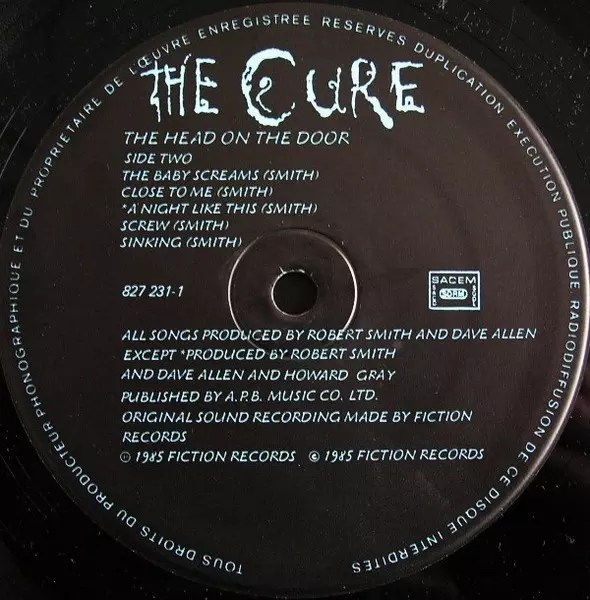 THE CURE
THE HEAD ON THE DOOR
SIDE TWO
THE BABY SCREAMS (SMITH)
CLOSE TO ME (SMITH)
*A NIGHT LIKE THIS (SMITH)
SCREW (SMITH)
SINKING (SMITH)
827 231-1
SACEM
SDRM
ALL SONGS PRODUCED BY ROBERT SMITH AND DAVE ALLEN
EXCEPT *PRODUCED BY ROBERT SMITH
AND DAVE ALLEN AND HOWARD GRAY
PUBLISHED BY A.P.B. MUSIC CO. LTD.
ORIGINAL SOUND RECORDING MADE BY FICTION
RECORDS
℗ 1985 FICTION RECORDS © 1985 FICTION RECORDS
TOUS DROITS DU PRODUCTEUR PHONOGRAPHIQUE ET DU PROPRIETAIRE DE L'ŒUVRE ENREGISTREE RESERVES DUPLICATION EXECUTION PUBLIQUE RADIODIFFUSION DE CE DISQUE INTERDITES